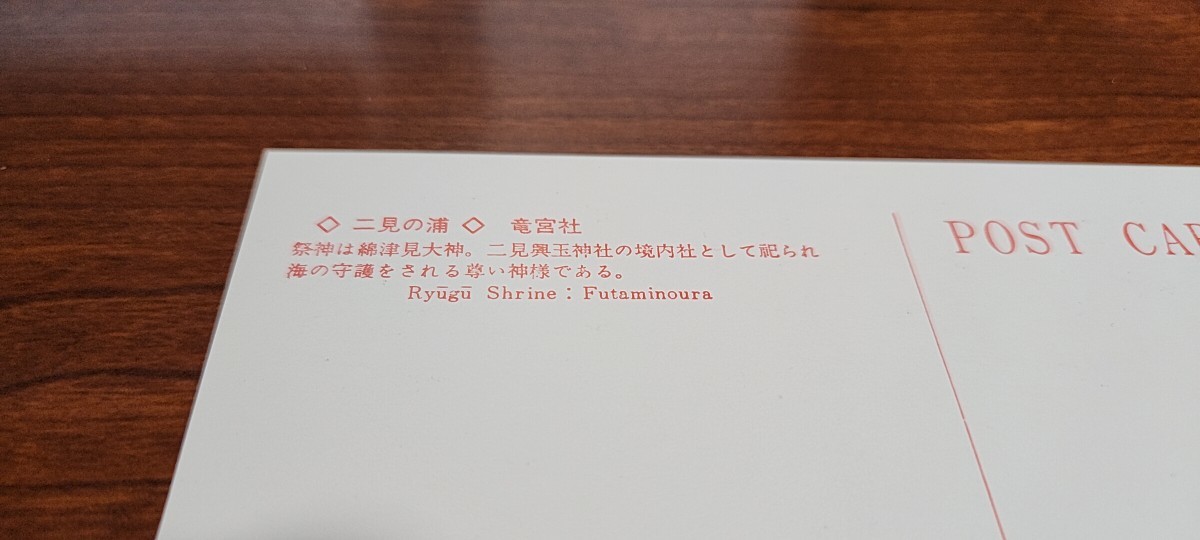 ◇ 二見の浦 ◇ 竜宮社
祭神は綿津見大神。二見興玉神社の境内社として祀られ
海の守護をされる尊い神様である。
Ryūgū Shrine : Futaminoura
POST CAR